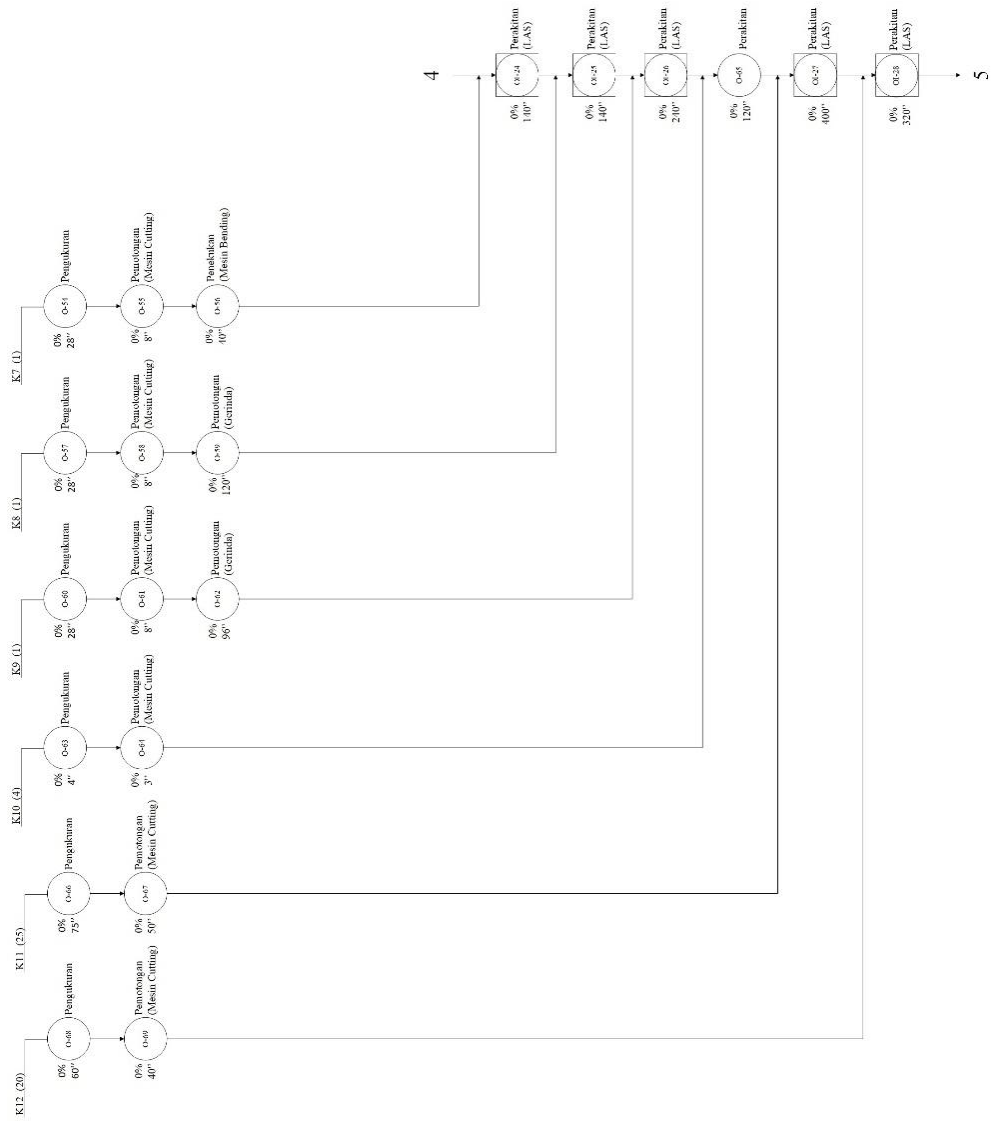 K12 (20)
0%
60"
O-68
Pengukuran
0%
40"
O-69
Pemotongan
(Mesin Cutting)
K11 (25)
0%
75"
O-66
Pengukuran
0%
50"
O-67
Pemotongan
(Mesin Cutting)
K10 (4)
0%
4"
O-63
Pengukuran
0%
3"
O-64
Pemotongan
(Mesin Cutting)
K9 (1)
0%
28"
O-60
Pengukuran
0%
8"
O-61
Pemotongan
(Mesin Cutting)
0%
96"
O-62
Pemotongan
(Gerinda)
K8 (1)
0%
28"
O-57
Pengukuran
0%
8"
O-58
Pemotongan
(Mesin Cutting)
0%
120"
O-59
Pemotongan
(Gerinda)
K7 (1)
0%
28"
O-54
Pengukuran
0%
8"
O-55
Pemotongan
(Mesin Cutting)
0%
40"
O-56
Penekukan
(Mesin Bending)
4
0%
140"
OI-24
Perakitan
(LAS)
0%
140"
OI-25
Perakitan
(LAS)
0%
240"
OI-26
Perakitan
(LAS)
0%
120"
O-65
Perakitan
0%
400"
OI-27
Perakitan
(LAS)
0%
320"
OI-28
Perakitan
(LAS)
5